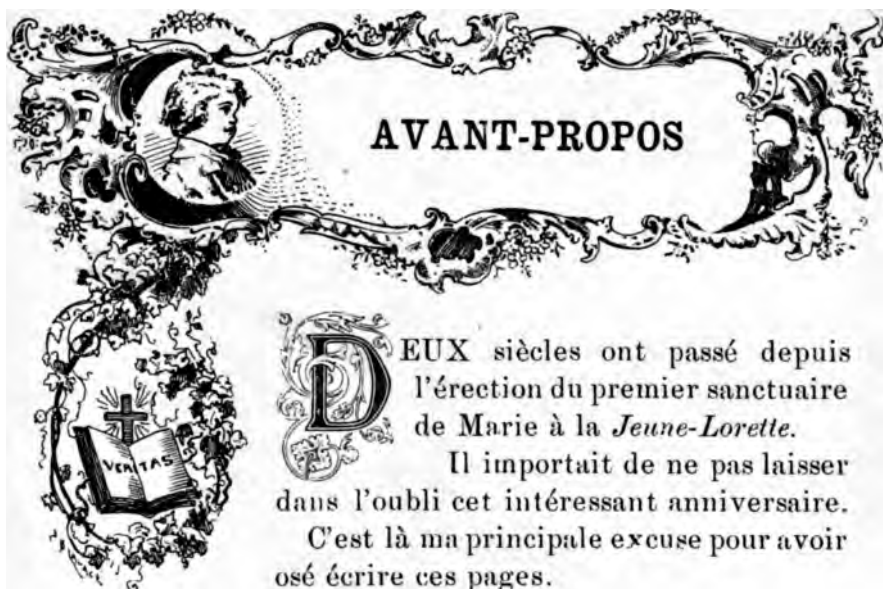 AVANT-PROPOS
DEUX siècles ont passé depuis
l'érection du premier sanctuaire
de Marie à la Jeune-Lorette.
Il importait de ne pas laisser
dans l'oubli cet intéressant anniversaire.
C'est là ma principale excuse pour avoir
osé écrire ces pages.
VERITAS